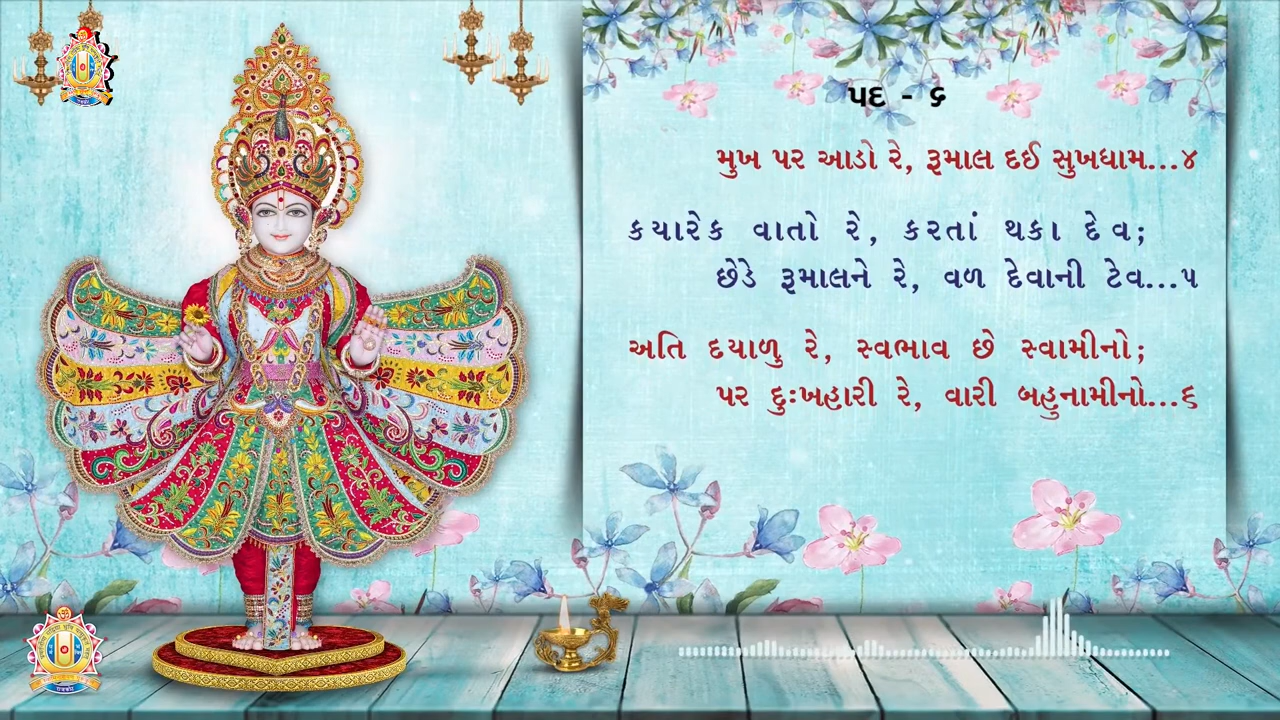 પદ - ૬
મુખ પર આડો રે, રૂમાલ દઈ સુખધામ...૪
કયારેક વાતો રે, કરતાં થકા દેવ;
છેડે રૂમાલને રે, વળ દેવાની ટેવ...૫
અતિ દયાળુ રે, સ્વભાવ છે સ્વામીનો;
પર દુઃખહારી રે, વારી બહુનામીનો...૬